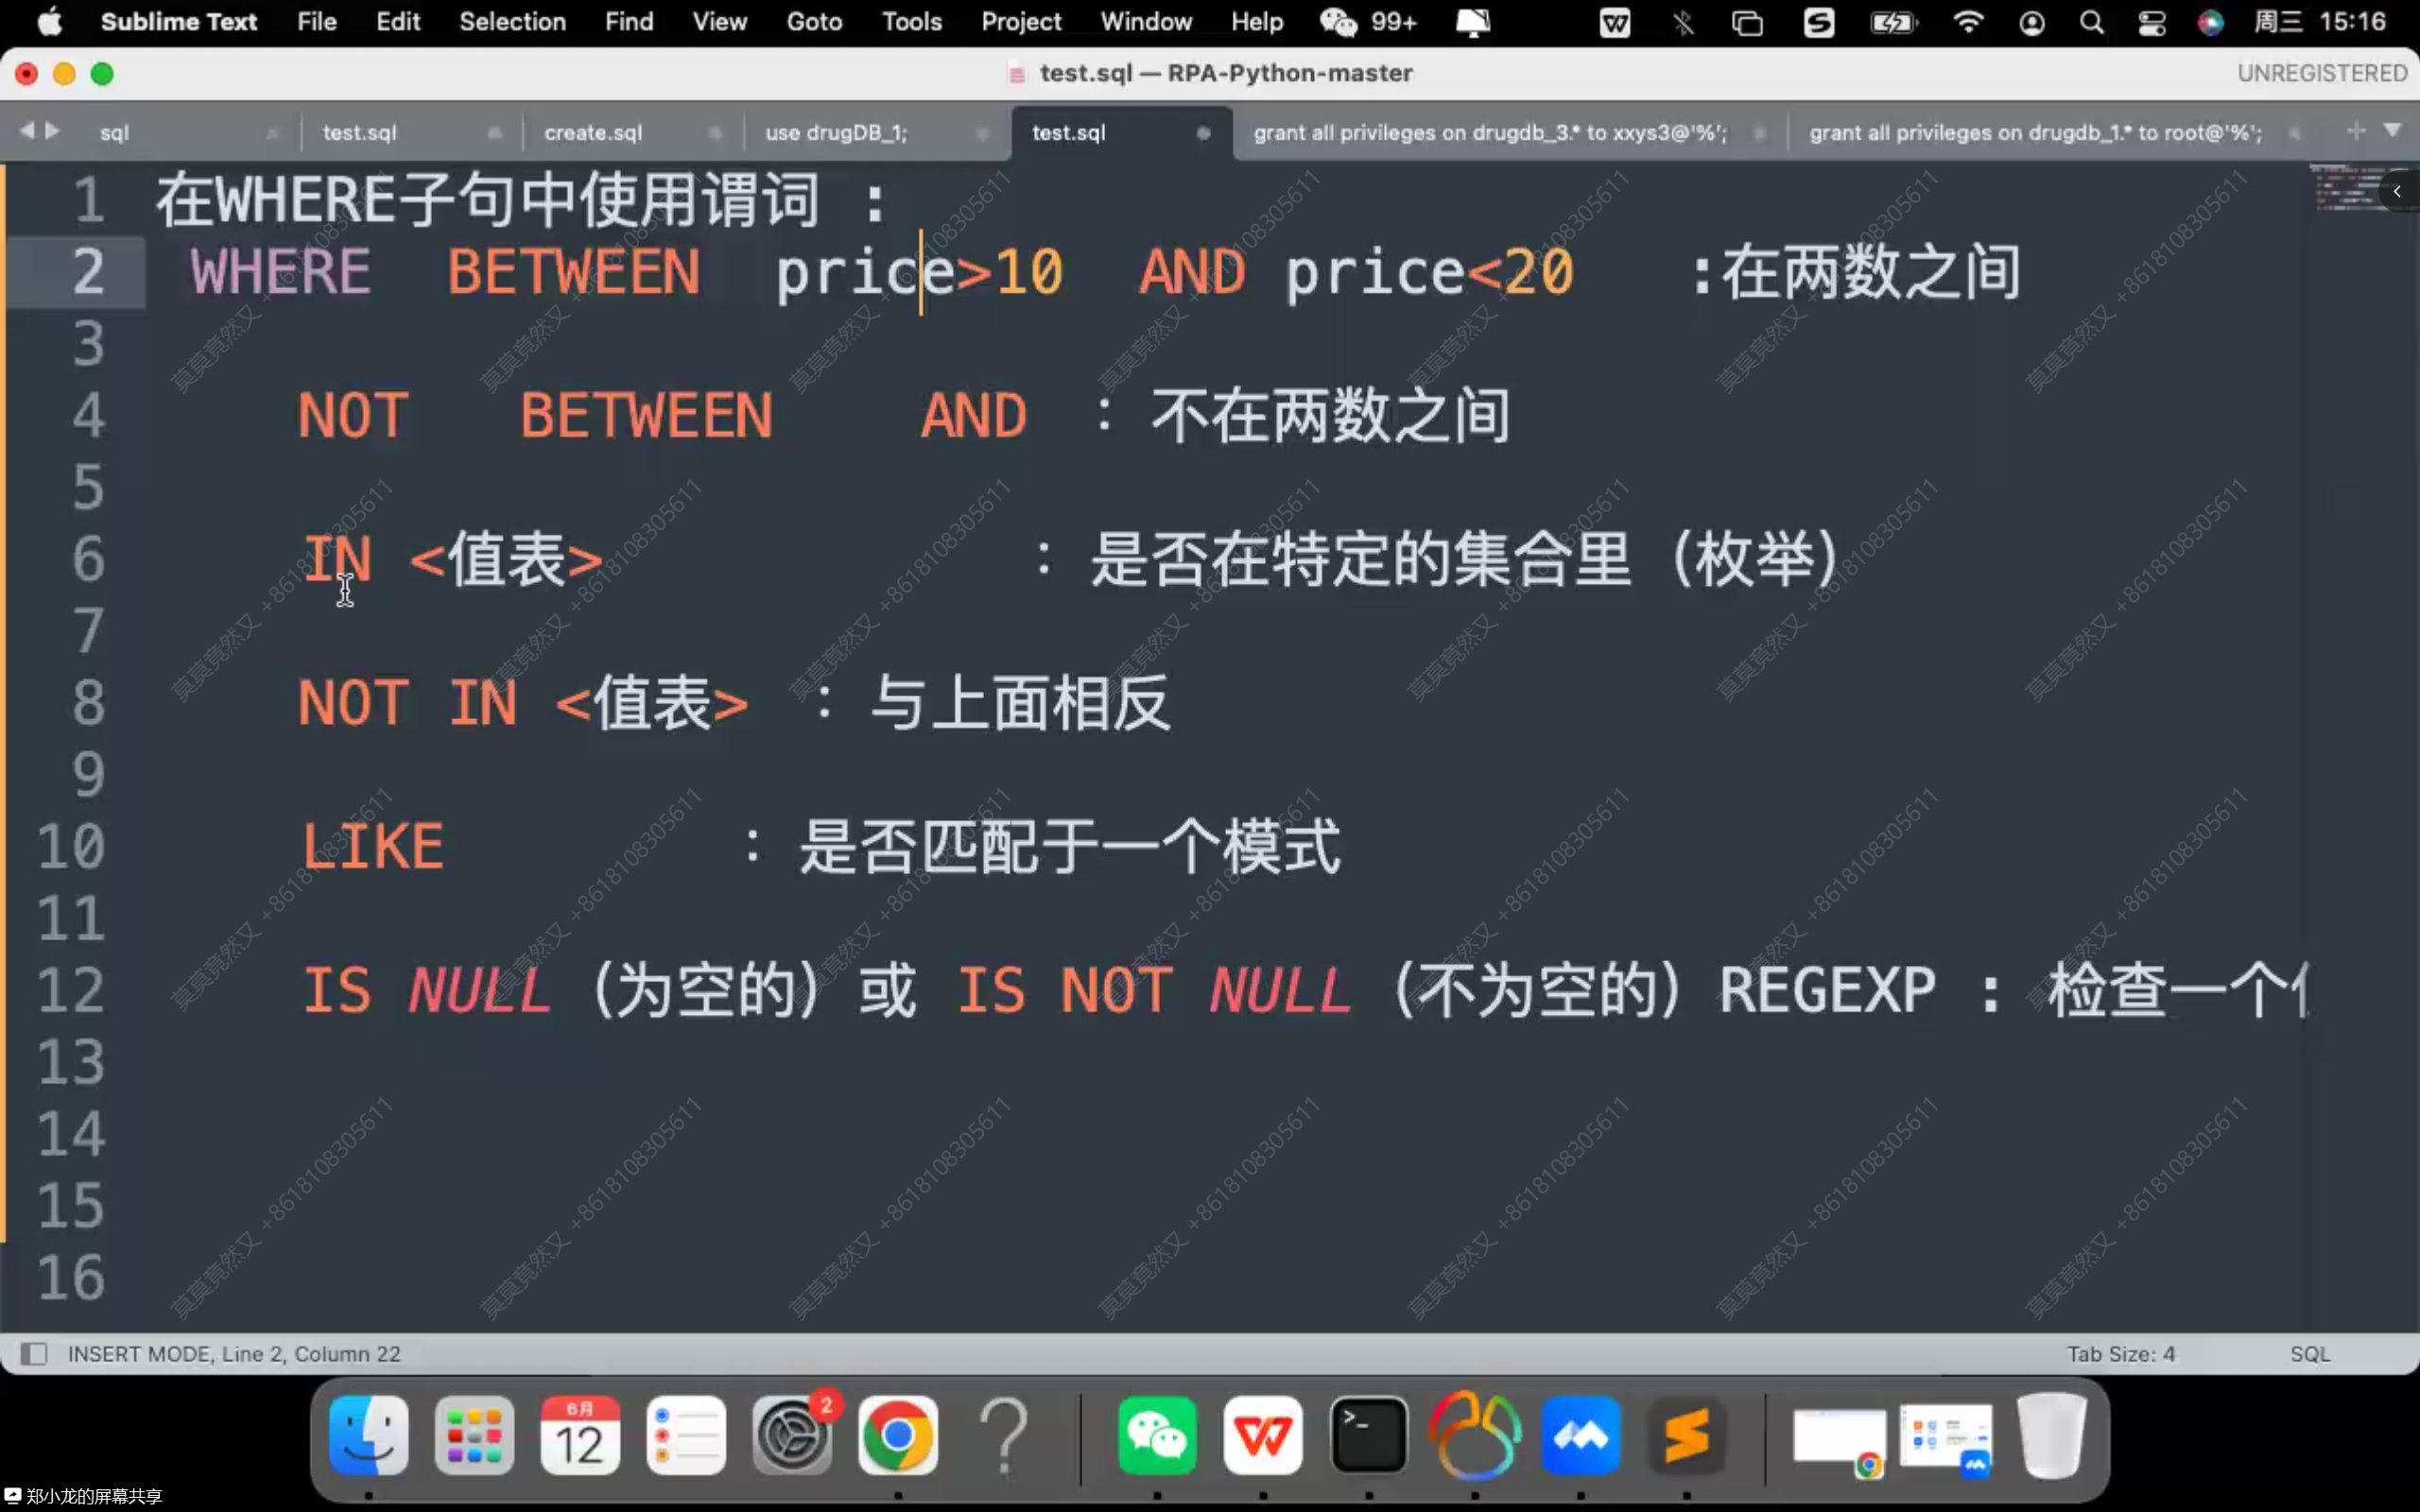 Sublime Text File Edit Selection Find View Goto Tools Project Window Help 99+ 周三 15:16
test.sql — RPA-Python-master UNREGISTERED
sql test.sql create.sql use drugDB_1; test.sql grant all privileges on drugdb_3.* to xxys3@'%'; grant all privileges on drugdb_1.* to root@'%';
1 在WHERE子句中使用谓词 :
2 WHERE BETWEEN price>10 AND price<20 :在两数之间
3
4 NOT BETWEEN AND : 不在两数之间
5
6 IN <值表> : 是否在特定的集合里 (枚举)
7
8 NOT IN <值表> : 与上面相反
9
10 LIKE : 是否匹配于一个模式
11
12 IS NULL (为空的) 或 IS NOT NULL (不为空的) REGEXP : 检查一个
13
14
15
16
INSERT MODE, Line 2, Column 22 Tab Size: 4 SQL
6月
12
2
郑小龙的屏幕共享
莫莫竟然又 +8618108305611